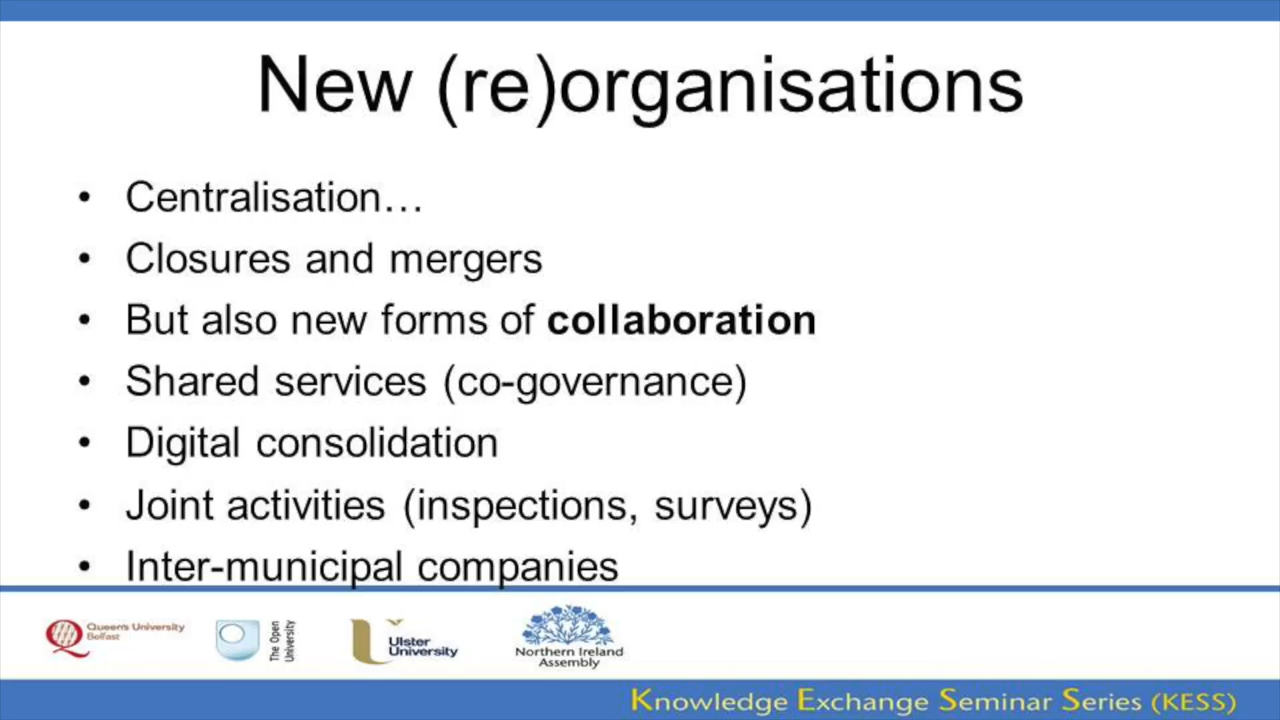 New (re)organisations
• Centralisation…
• Closures and mergers
• But also new forms of collaboration
• Shared services (co-governance)
• Digital consolidation
• Joint activities (inspections, surveys)
• Inter-municipal companies
Queen's University
Belfast
The Open
University
Ulster
University
Northern Ireland
Assembly
Knowledge Exchange Seminar Series (KESS)